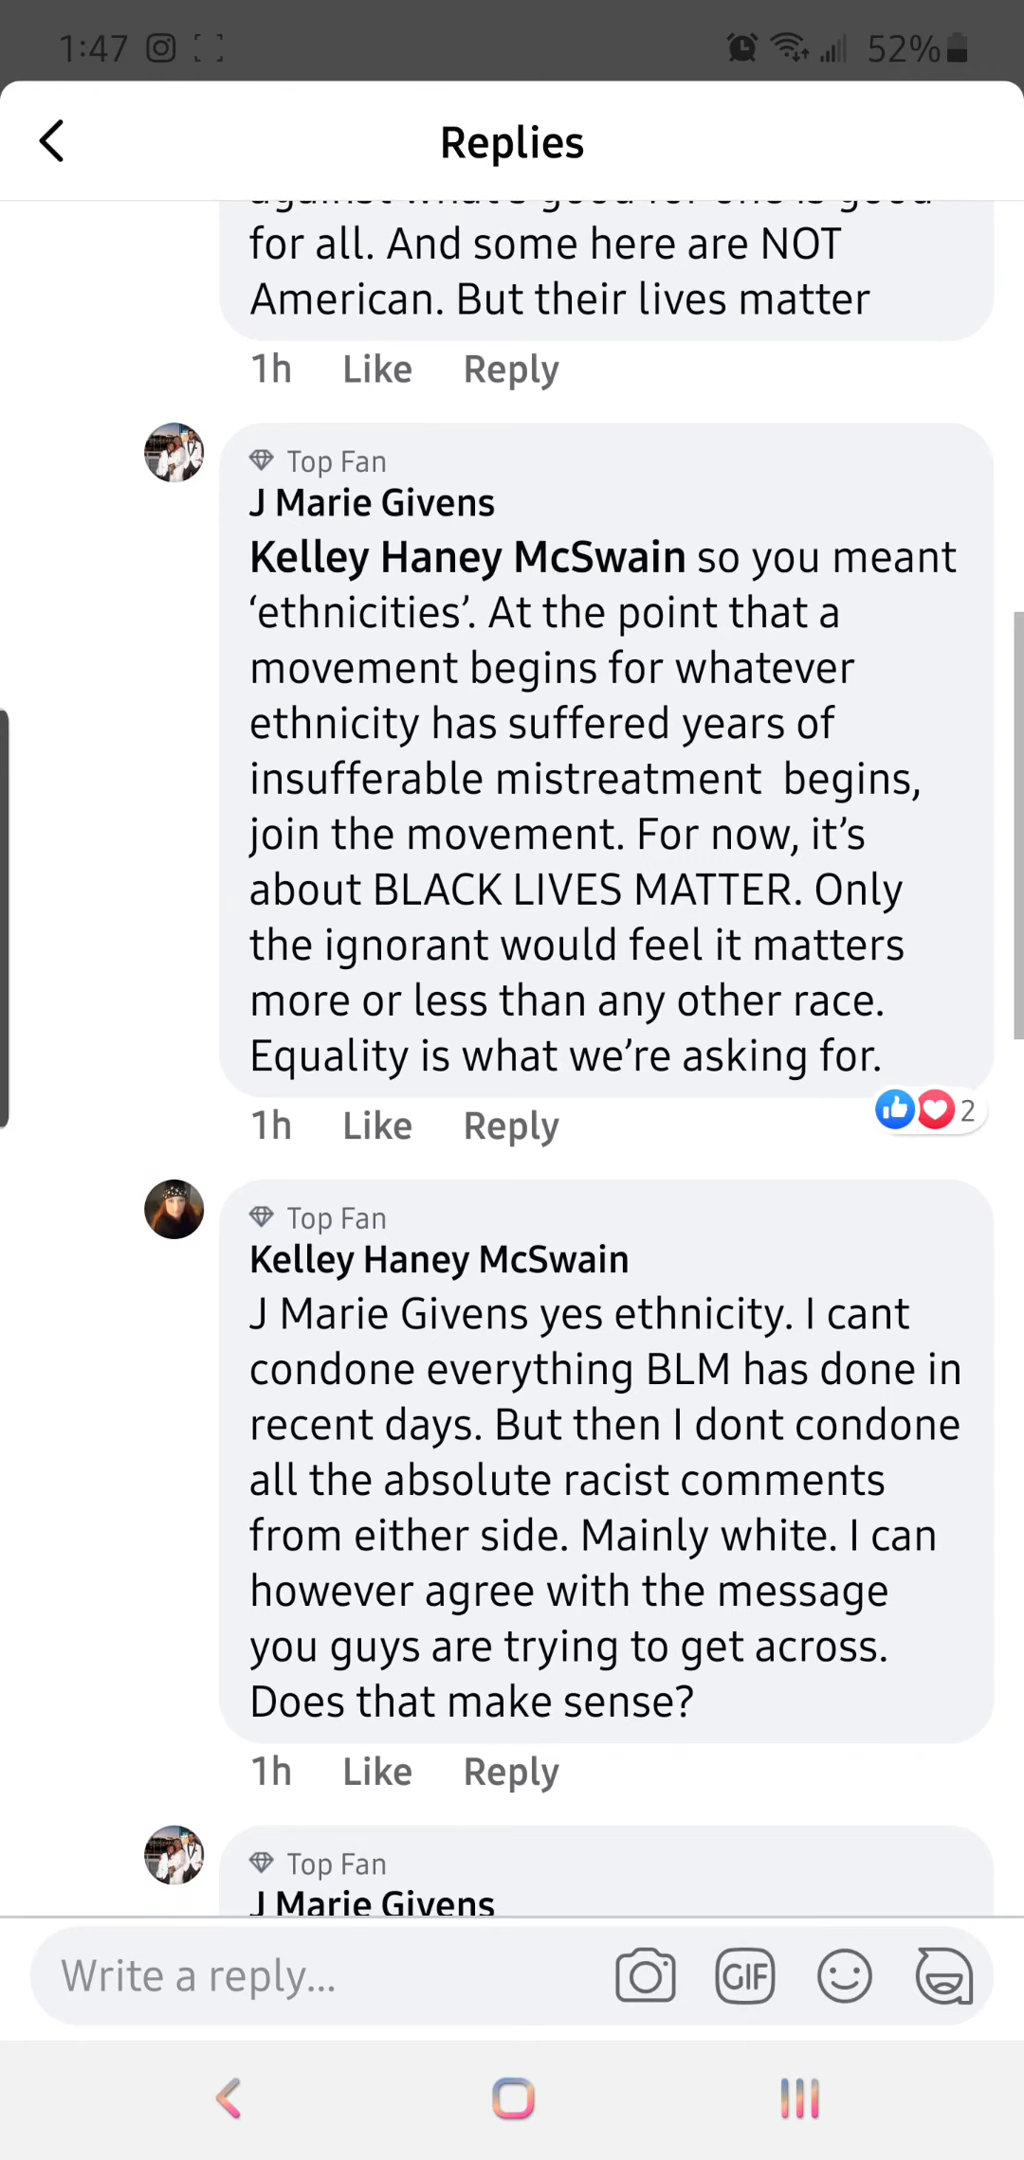 1:47
52%
Replies
for all. And some here are NOT
American. But their lives matter
1h Like Reply
Top Fan
J Marie Givens
Kelley Haney McSwain so you meant
‘ethnicities’. At the point that a
movement begins for whatever
ethnicity has suffered years of
insufferable mistreatment  begins,
join the movement. For now, it’s
about BLACK LIVES MATTER. Only
the ignorant would feel it matters
more or less than any other race.
Equality is what we’re asking for.
1h Like Reply
2
Top Fan
Kelley Haney McSwain
J Marie Givens yes ethnicity. I cant
condone everything BLM has done in
recent days. But then I dont condone
all the absolute racist comments
from either side. Mainly white. I can
however agree with the message
you guys are trying to get across.
Does that make sense?
1h Like Reply
Top Fan
J Marie Givens
Write a reply...
GIF